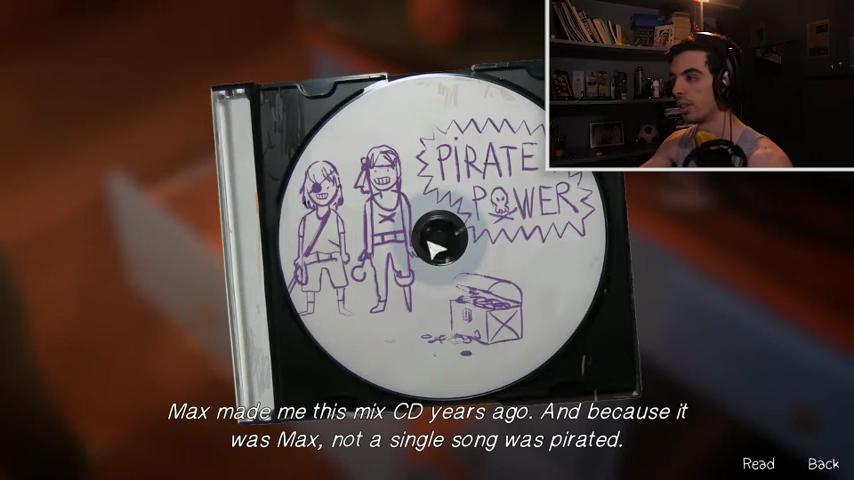 PIRATE
POWER
Max made me this mix CD years ago. And because it
was Max, not a single song was pirated.
Read Back